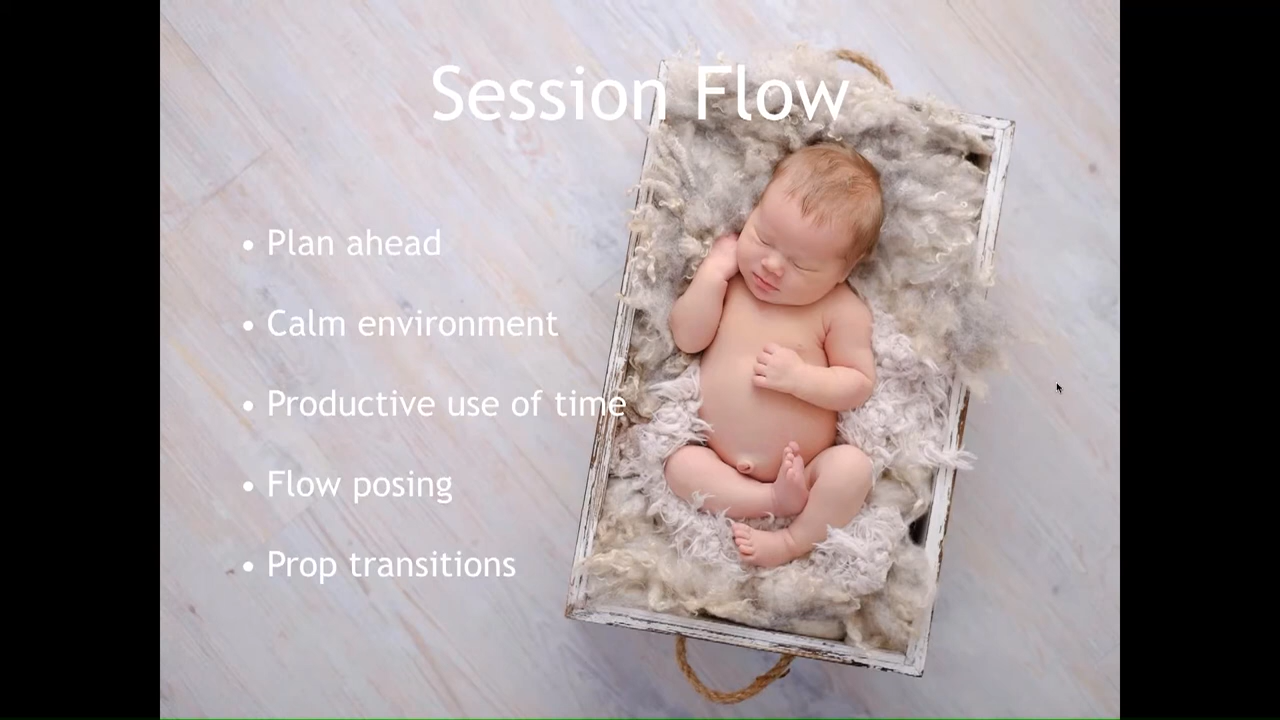 Session Flow
• Plan ahead
• Calm environment
• Productive use of time
• Flow posing
• Prop transitions